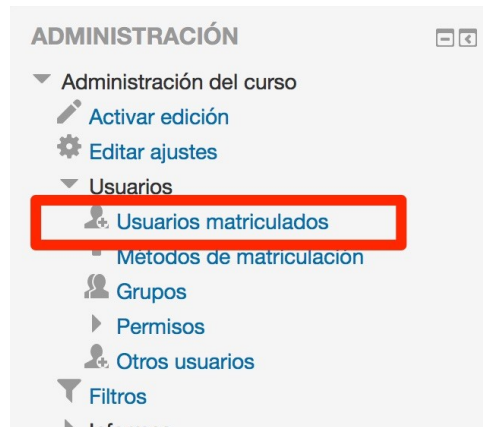 ADMINISTRACIÓN
Administración del curso
Activar edición
Editar ajustes
Usuarios
Usuarios matriculados
Métodos de matriculación
Grupos
Permisos
Otros usuarios
Filtros